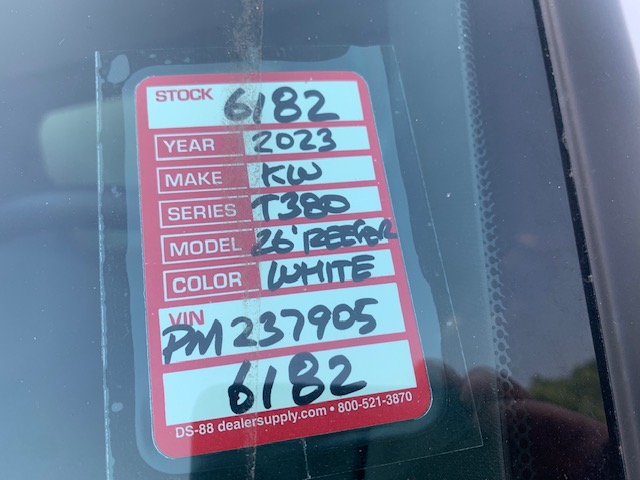 STOCK 6182
YEAR 2023
MAKE KW
SERIES T380
MODEL 26' REEFER
COLOR WHITE
VIN
PM237905
6182
DS-88 dealersupply.com • 800-521-3870